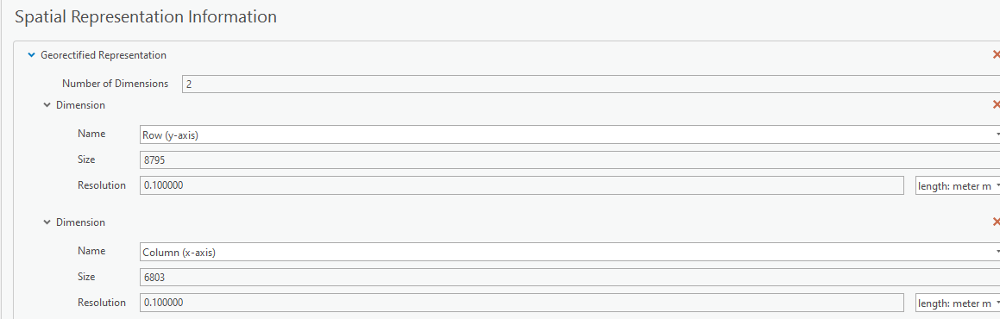 Spatial Representation Information
Georectified Representation
Number of Dimensions 2
Dimension
Name Row (y-axis)
Size 8795
Resolution 0.100000 length: meter m
Dimension
Name Column (x-axis)
Size 6803
Resolution 0.100000 length: meter m